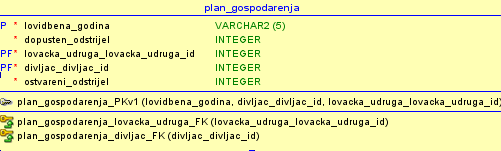 plan_gospodarenja
P * lovidbena_godina VARCHAR2 (5)
* dopusten_odstrijel INTEGER
PF* lovacka_udruga_lovacka_udruga_id INTEGER
PF* divljac_divljac_id INTEGER
* ostvareni_odstrijel INTEGER
plan_gospodarenja_PKv1 (lovidbena_godina, divljac_divljac_id, lovacka_udruga_lovacka_udruga_id)
plan_gospodarenja_lovacka_udruga_FK (lovacka_udruga_lovacka_udruga_id)
plan_gospodarenja_divljac_FK (divljac_divljac_id)